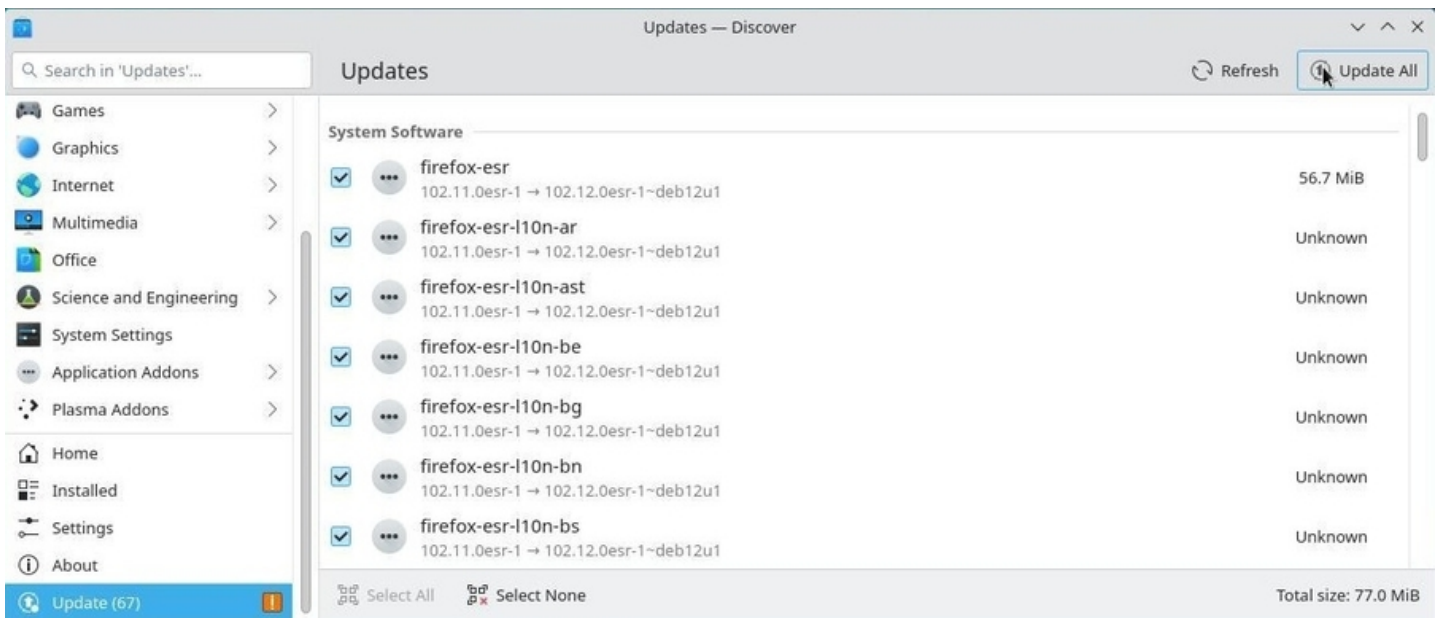 Updates — Discover
Search in 'Updates'...
Updates
Refresh
Update All
Games
Graphics
Internet
Multimedia
Office
Science and Engineering
System Settings
Application Addons
Plasma Addons
Home
Installed
Settings
About
Update (67)
System Software
firefox-esr
102.11.0esr-1 → 102.12.0esr-1~deb12u1
56.7 MiB
firefox-esr-l10n-ar
102.11.0esr-1 → 102.12.0esr-1~deb12u1
Unknown
firefox-esr-l10n-ast
102.11.0esr-1 → 102.12.0esr-1~deb12u1
Unknown
firefox-esr-l10n-be
102.11.0esr-1 → 102.12.0esr-1~deb12u1
Unknown
firefox-esr-l10n-bg
102.11.0esr-1 → 102.12.0esr-1~deb12u1
Unknown
firefox-esr-l10n-bn
102.11.0esr-1 → 102.12.0esr-1~deb12u1
Unknown
firefox-esr-l10n-bs
102.11.0esr-1 → 102.12.0esr-1~deb12u1
Unknown
Select All
Select None
Total size: 77.0 MiB